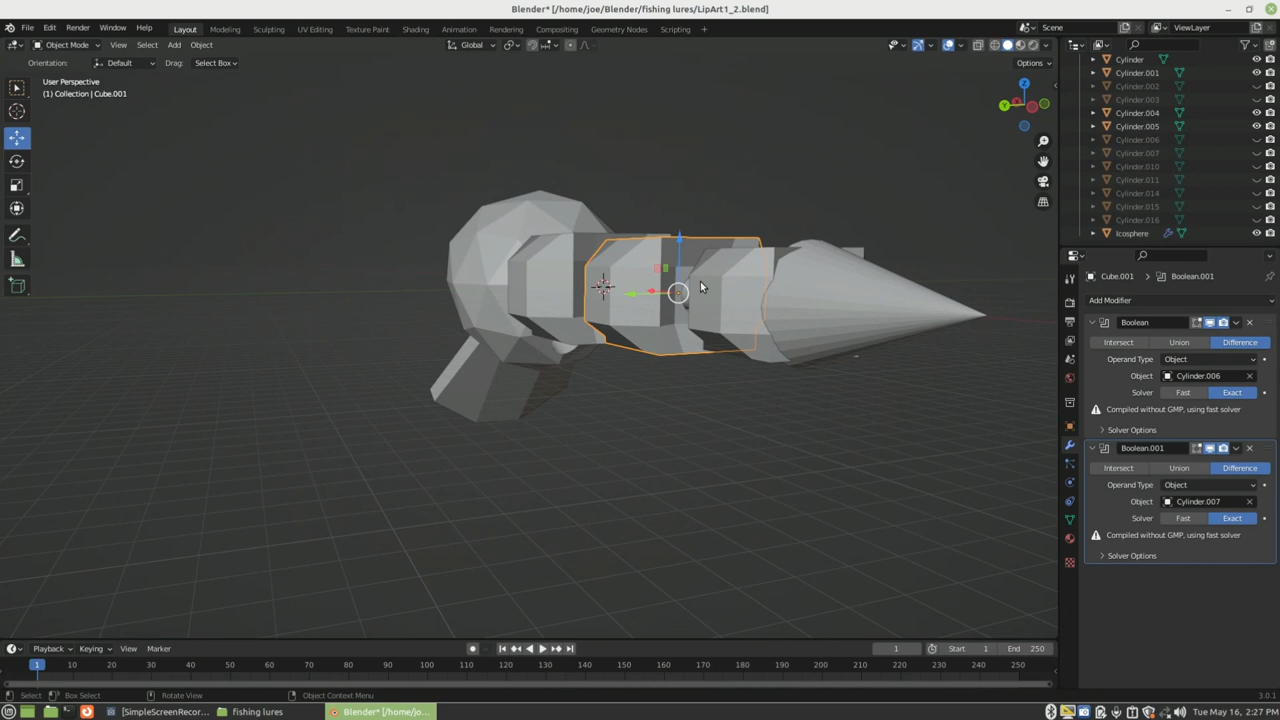 Blender* [/home/joe/Blender/fishing lures/LipArt1_2.blend]
File Edit Render Window Help Layout Modeling Sculpting UV Editing Texture Paint Shading Animation Rendering Compositing Geometry Nodes Scripting + Scene ViewLayer
Object Mode View Select Add Object Global
Orientation: Default Drag: Select Box Options
User Perspective
(1) Collection | Cube.001
Z
Y
X
Cylinder
Cylinder.001
Cylinder.002
Cylinder.003
Cylinder.004
Cylinder.005
Cylinder.006
Cylinder.007
Cylinder.010
Cylinder.011
Cylinder.014
Cylinder.015
Cylinder.016
Icosphere
Cube.001 > Boolean.001
Add Modifier
Boolean
Intersect Union Difference
Operand Type Object
Object Cylinder.006
Solver Fast Exact
Compiled without GMP, using fast solver
Solver Options
Boolean.001
Intersect Union Difference
Operand Type Object
Object Cylinder.007
Solver Fast Exact
Compiled without GMP, using fast solver
Solver Options
Playback Keying View Marker 1 Start 1 End 250
1 10 20 30 40 50 60 70 80 90 100 110 120 130 140 150 160 170 180 190 200 210 220 230 240 250
Select Box Select Rotate View Object Context Menu 3.0.1
[SimpleScreenRecor... fishing lures Blender* [/home/jo... Tue May 16, 2:27 PM